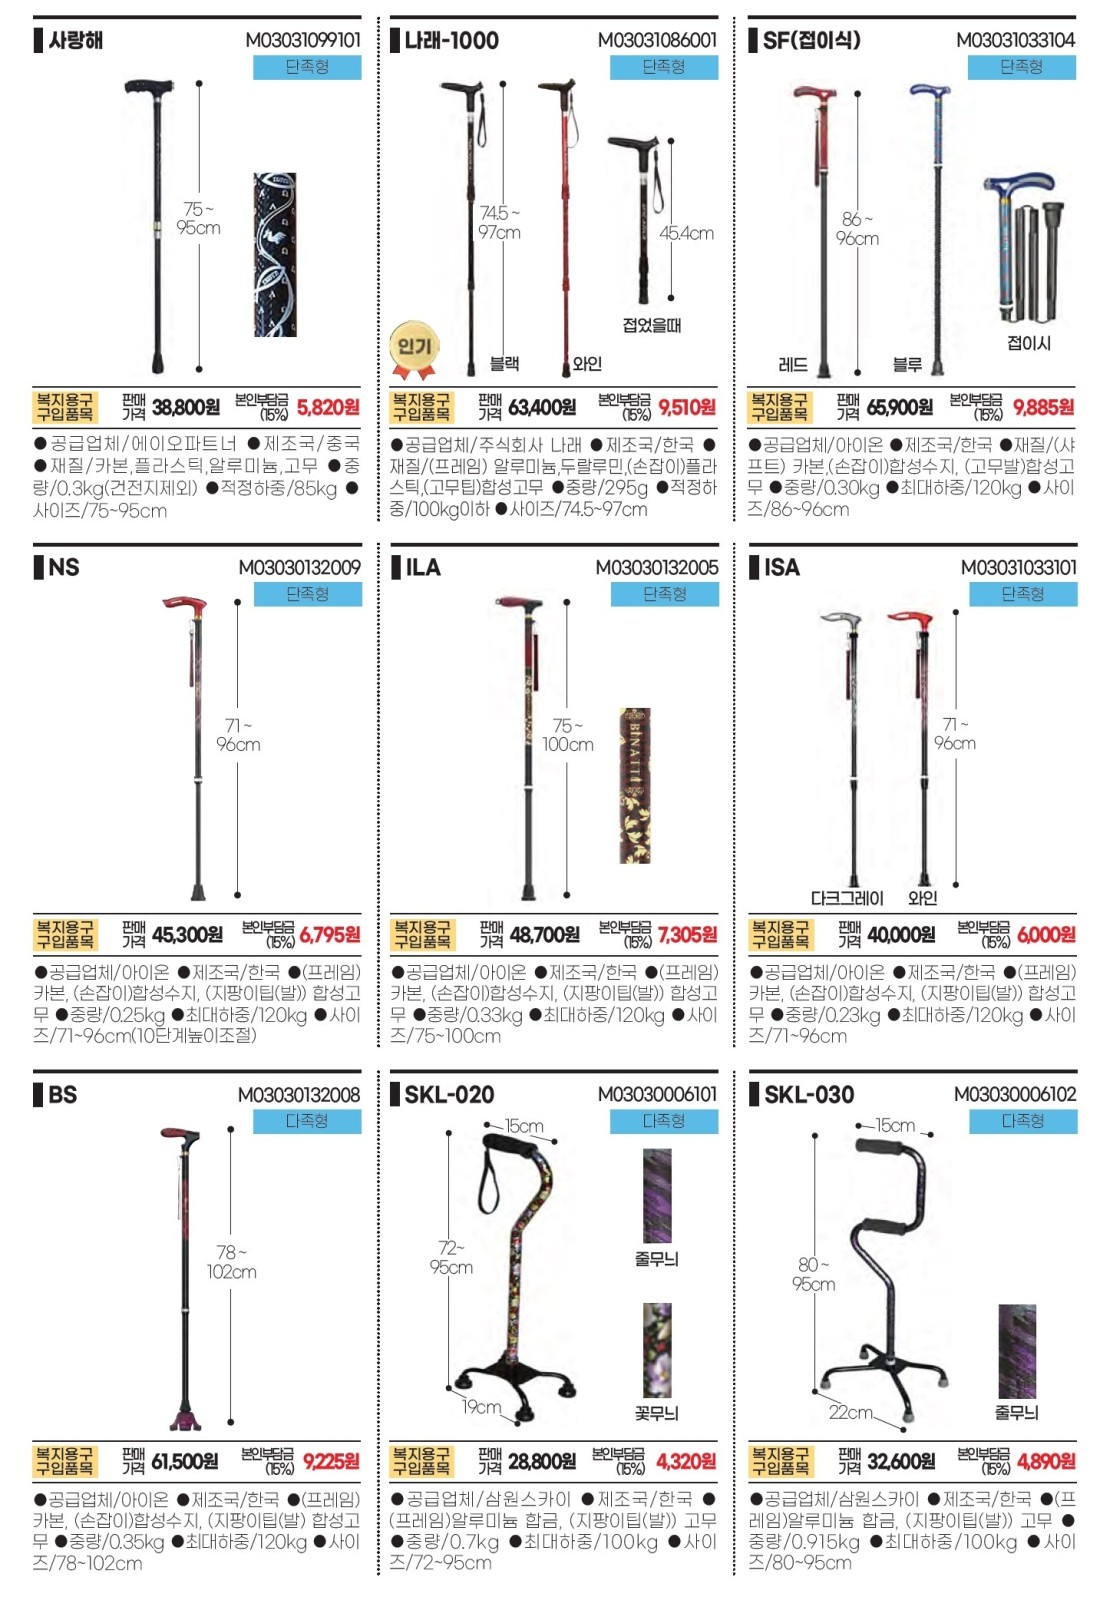 사랑해
M03031099101
단족형
75~
95cm
복지용구
구입품목
판매
가격
38,800원
본인부담금
(15%)
5,820원
●공급업체/에이오파트너 ●제조국/중국
●재질/카본,플라스틱,알루미늄,고무 ●중
량/0.3kg(건전지제외) ●적정하중/85kg ●
사이즈/75~95cm
나래-1000
M03031086001
단족형
74.5~
97cm
45.4cm
접었을때
인기
블랙
와인
복지용구
구입품목
판매
가격
63,400원
본인부담금
(15%)
9,510원
●공급업체/주식회사 나래 ●제조국/한국 ●
재질/(프레임) 알루미늄,두랄루민,(손잡이)플라
스틱,(고무팁)합성고무 ●중량/295g ●적정하
중/100kg이하 ●사이즈/74.5~97cm
SF(접이식)
M03031033104
단족형
86~
96cm
레드
블루
접이시
복지용구
구입품목
판매
가격
65,900원
본인부담금
(15%)
9,885원
●공급업체/아이온 ●제조국/한국 ●재질/(샤
프트) 카본,(손잡이)합성수지, (고무발)합성고
무 ●중량/0.30kg ●최대하중/120kg ●사이
즈/86~96cm
NS
M03030132009
단족형
71~
96cm
복지용구
구입품목
판매
가격
45,300원
본인부담금
(15%)
6,795원
●공급업체/아이온 ●제조국/한국 ●(프레임)
카본, (손잡이)합성수지, (지팡이팁(발)) 합성고
무 ●중량/0.25kg ●최대하중/120kg ●사이
즈/71~96cm(10단계높이조절)
ILA
M03030132005
단족형
75~
100cm
BINATTO
복지용구
구입품목
판매
가격
48,700원
본인부담금
(15%)
7,305원
●공급업체/아이온 ●제조국/한국 ●(프레임)
카본, (손잡이)합성수지, (지팡이팁(발)) 합성고
무 ●중량/0.33kg ●최대하중/120kg ●사이
즈/75~100cm
ISA
M03031033101
단족형
71~
96cm
다크그레이
와인
복지용구
구입품목
판매
가격
40,000원
본인부담금
(15%)
6,000원
●공급업체/아이온 ●제조국/한국 ●(프레임)
카본, (손잡이)합성수지, (지팡이팁(발)) 합성고
무 ●중량/0.23kg ●최대하중/120kg ●사이
즈/71~96cm
BS
M03030132008
다족형
78~
102cm
복지용구
구입품목
판매
가격
61,500원
본인부담금
(15%)
9,225원
●공급업체/아이온 ●제조국/한국 ●(프레임)
카본, (손잡이)합성수지, (지팡이팁(발) 합성고
무 ●중량/0.35kg ●최대하중/120kg ●사이
즈/78~102cm
SKL-020
M03030006101
다족형
15cm
72~
95cm
19cm
줄무늬
꽃무늬
복지용구
구입품목
판매
가격
28,800원
본인부담금
(15%)
4,320원
●공급업체/삼원스카이 ●제조국/한국 ●
(프레임)알루미늄 합금, (지팡이팁(발)) 고무
●중량/0.7kg ●최대하중/100kg ●사이
즈/72~95cm
SKL-030
M03030006102
다족형
15cm
80~
95cm
22cm
줄무늬
복지용구
구입품목
판매
가격
32,600원
본인부담금
(15%)
4,890원
●공급업체/삼원스카이 ●제조국/한국 ●(프
레임)알루미늄 합금, (지팡이팁(발)) 고무 ●
중량/0.915kg ●최대하중/100kg ●사이
즈/80~95cm